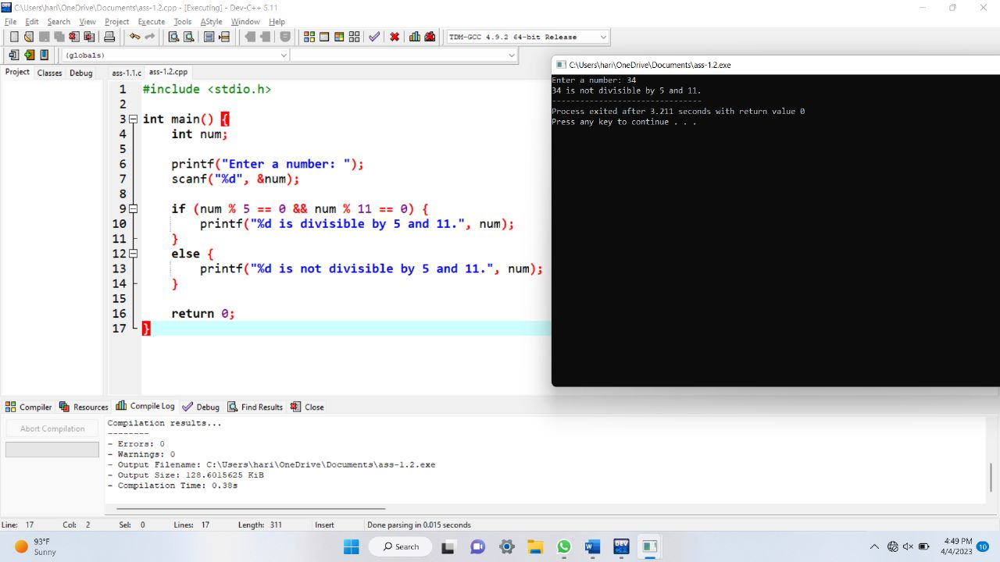 C:\Users\hari\OneDrive\Documents\ass-1.2.cpp - [Executing] - Dev-C++ 5.11
File Edit Search View Project Execute Tools AStyle Window Help
TDM-GCC 4.9.2 64-bit Release
(globals)
Project Classes Debug
ass-1.1.c ass-1.2.cpp
1 #include <stdio.h>
2
3 int main() {
4 int num;
5
6 printf("Enter a number: ");
7 scanf("%d", &num);
8
9 if (num % 5 == 0 && num % 11 == 0) {
10 printf("%d is divisible by 5 and 11.", num);
11 }
12 else {
13 printf("%d is not divisible by 5 and 11.", num);
14 }
15
16 return 0;
17 }
C:\Users\hari\OneDrive\Documents\ass-1.2.exe
Enter a number: 34
34 is not divisible by 5 and 11.
--------------------------------
Process exited after 3.211 seconds with return value 0
Press any key to continue . . .
Compiler Resources Compile Log Debug Find Results Close
Abort Compilation
Compilation results...
--------
- Errors: 0
- Warnings: 0
- Output Filename: C:\Users\hari\OneDrive\Documents\ass-1.2.exe
- Output Size: 128.6015625 KiB
- Compilation Time: 0.38s
Line: 17 Col: 2 Sel: 0 Lines: 17 Length: 311 Insert Done parsing in 0.015 seconds
93°F
Sunny
Search
DEV
4:49 PM
4/4/2023
10